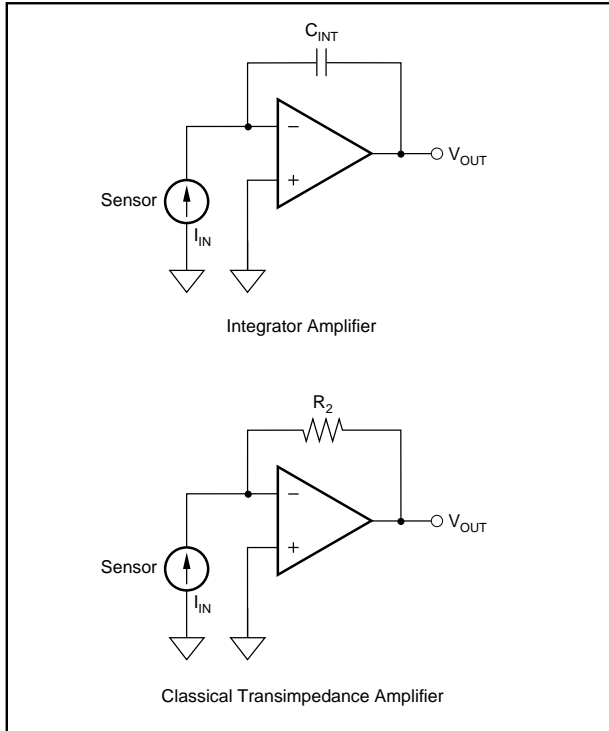 C_INT
−
+
V_OUT
Sensor
I_IN
Integrator Amplifier
R_2
−
+
V_OUT
Sensor
I_IN
Classical Transimpedance Amplifier